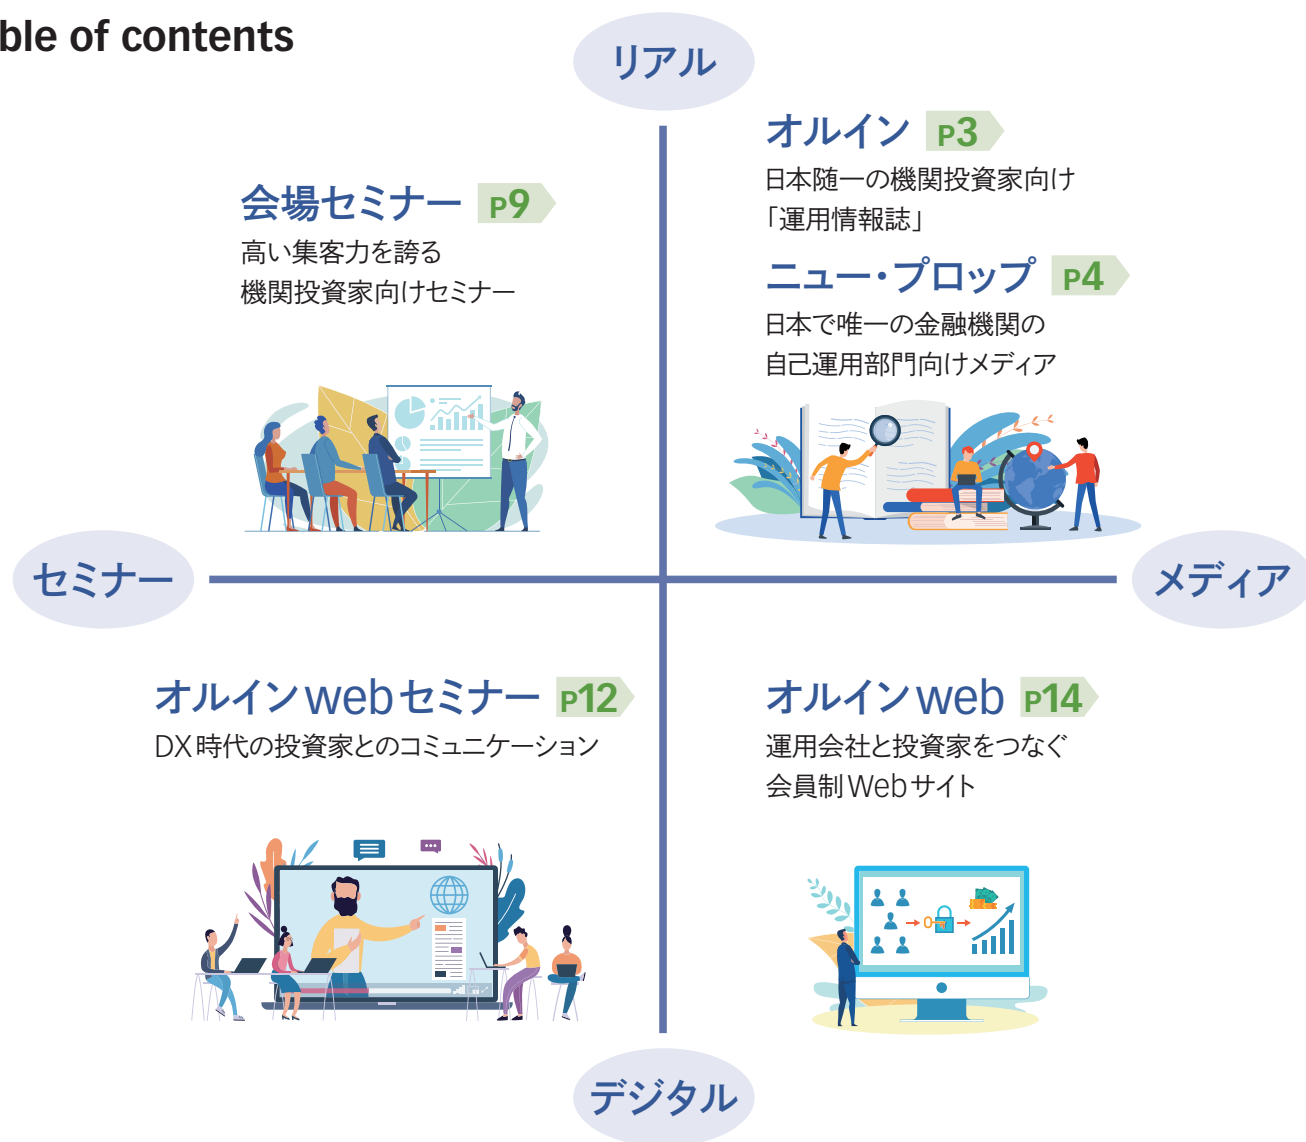 ble of contents
リアル
会場セミナー P9
高い集客力を誇る
機関投資家向けセミナー
オルイン P3
日本随一の機関投資家向け
「運用情報誌」
ニュー・プロップ P4
日本で唯一の金融機関の
自己運用部門向けメディア
セミナー
メディア
オルインwebセミナー P12
DX時代の投資家とのコミュニケーション
オルインweb P14
運用会社と投資家をつなぐ
会員制Webサイト
デジタル